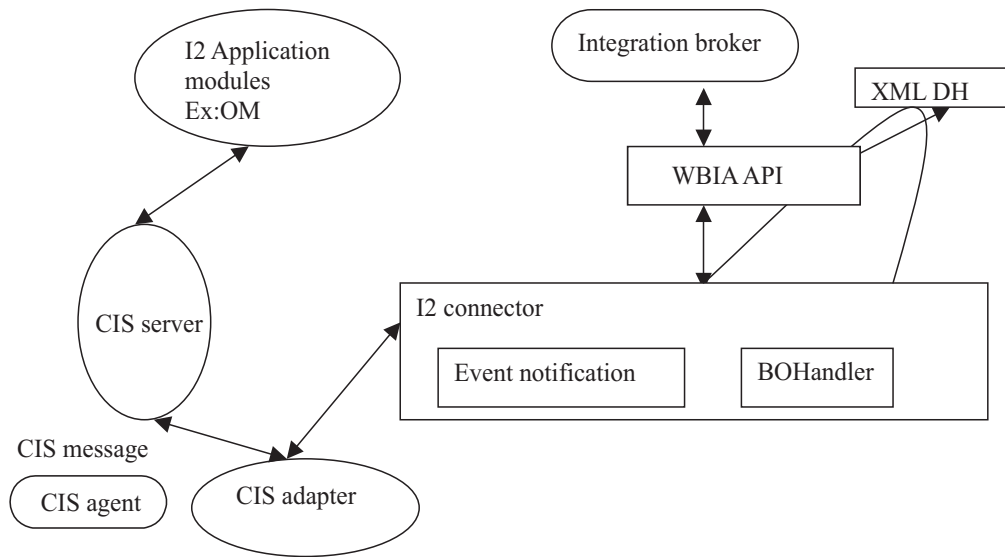 I2 Application
modules
Ex:OM
Integration broker
XML DH
WBIA API
I2 connector
CIS server
Event notification
BOHandler
CIS message
CIS agent
CIS adapter